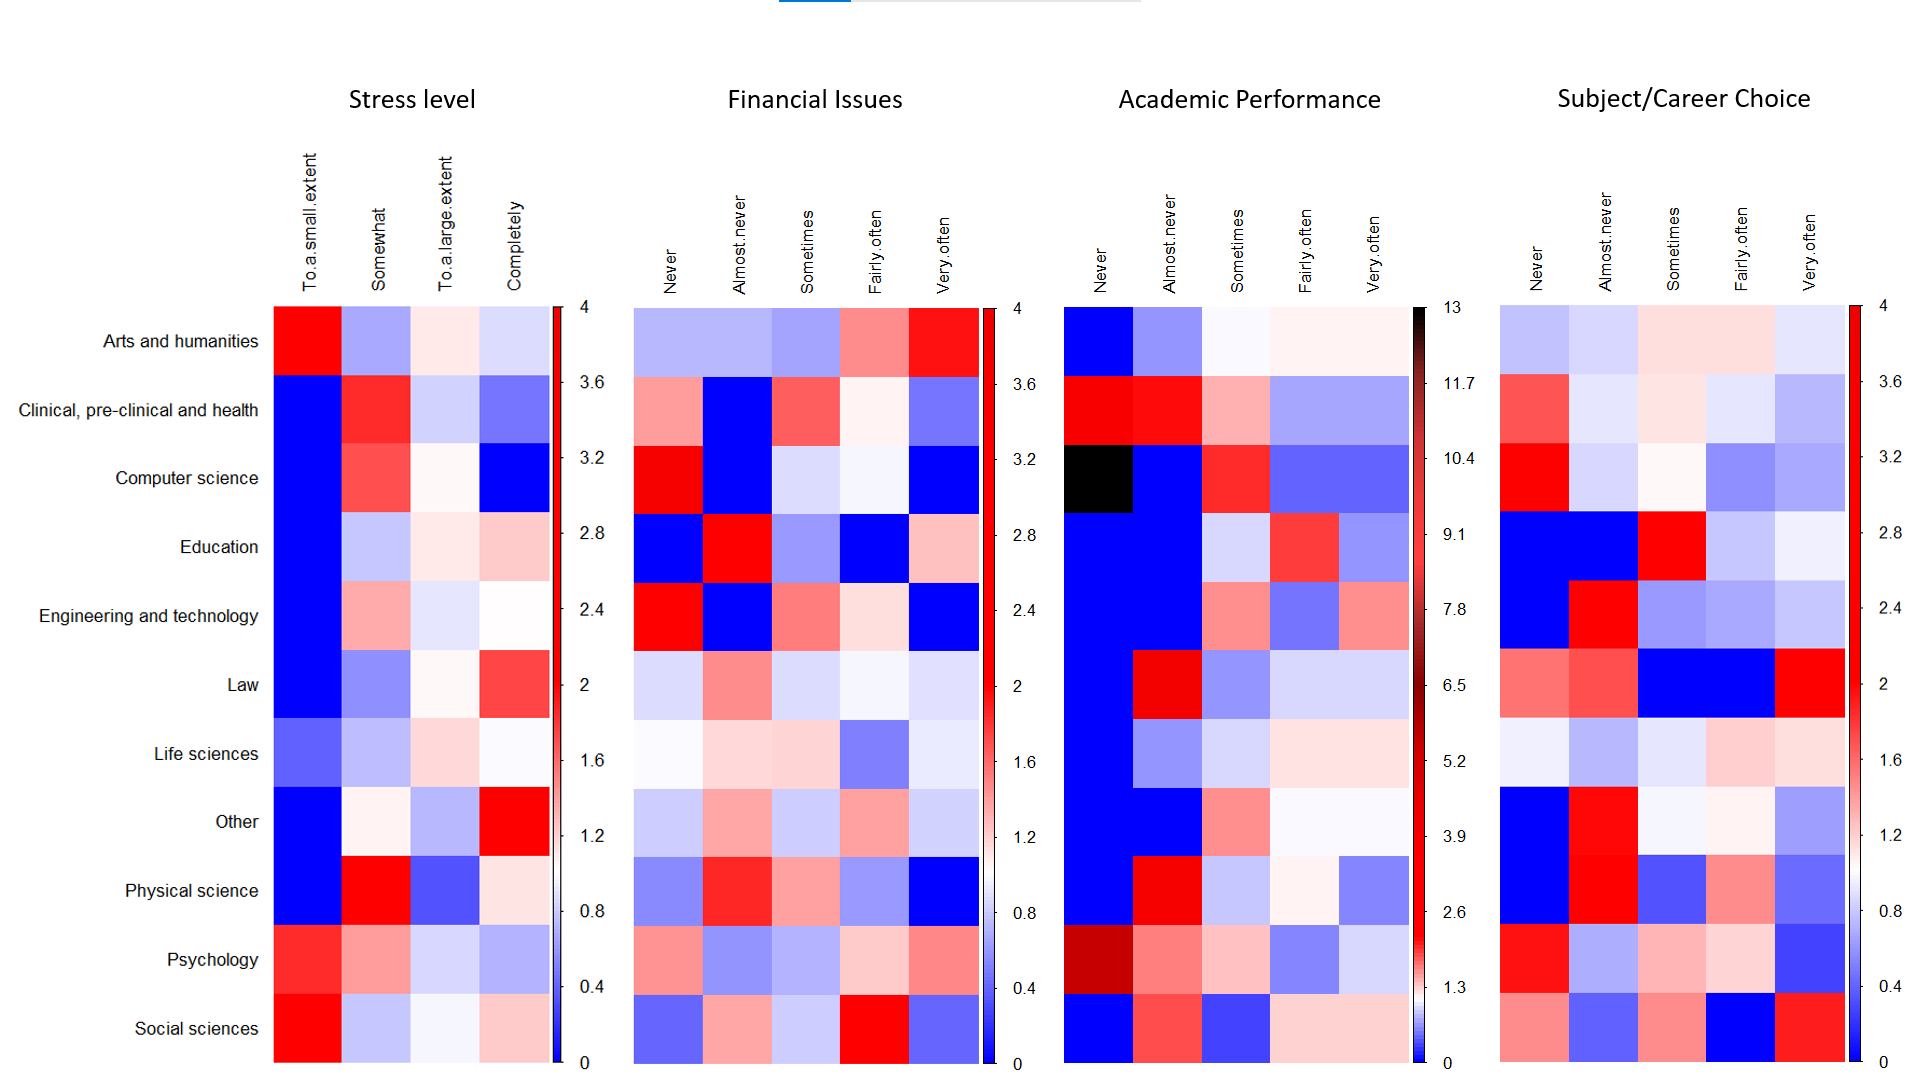 Stress level
Financial Issues
Academic Performance
Subject/Career Choice
To.a.small.extent
Somewhat
To.a.large.extent
Completely
Never
Almost.never
Sometimes
Fairly.often
Very.often
Never
Almost.never
Sometimes
Fairly.often
Very.often
Never
Almost.never
Sometimes
Fairly.often
Very.often
Arts and humanities
Clinical, pre-clinical and health
Computer science
Education
Engineering and technology
Law
Life sciences
Other
Physical science
Psychology
Social sciences
4
3.6
3.2
2.8
2.4
2
1.6
1.2
0.8
0.4
0
4
3.6
3.2
2.8
2.4
2
1.6
1.2
0.8
0.4
0
13
11.7
10.4
9.1
7.8
6.5
5.2
3.9
2.6
1.3
0
4
3.6
3.2
2.8
2.4
2
1.6
1.2
0.8
0.4
0